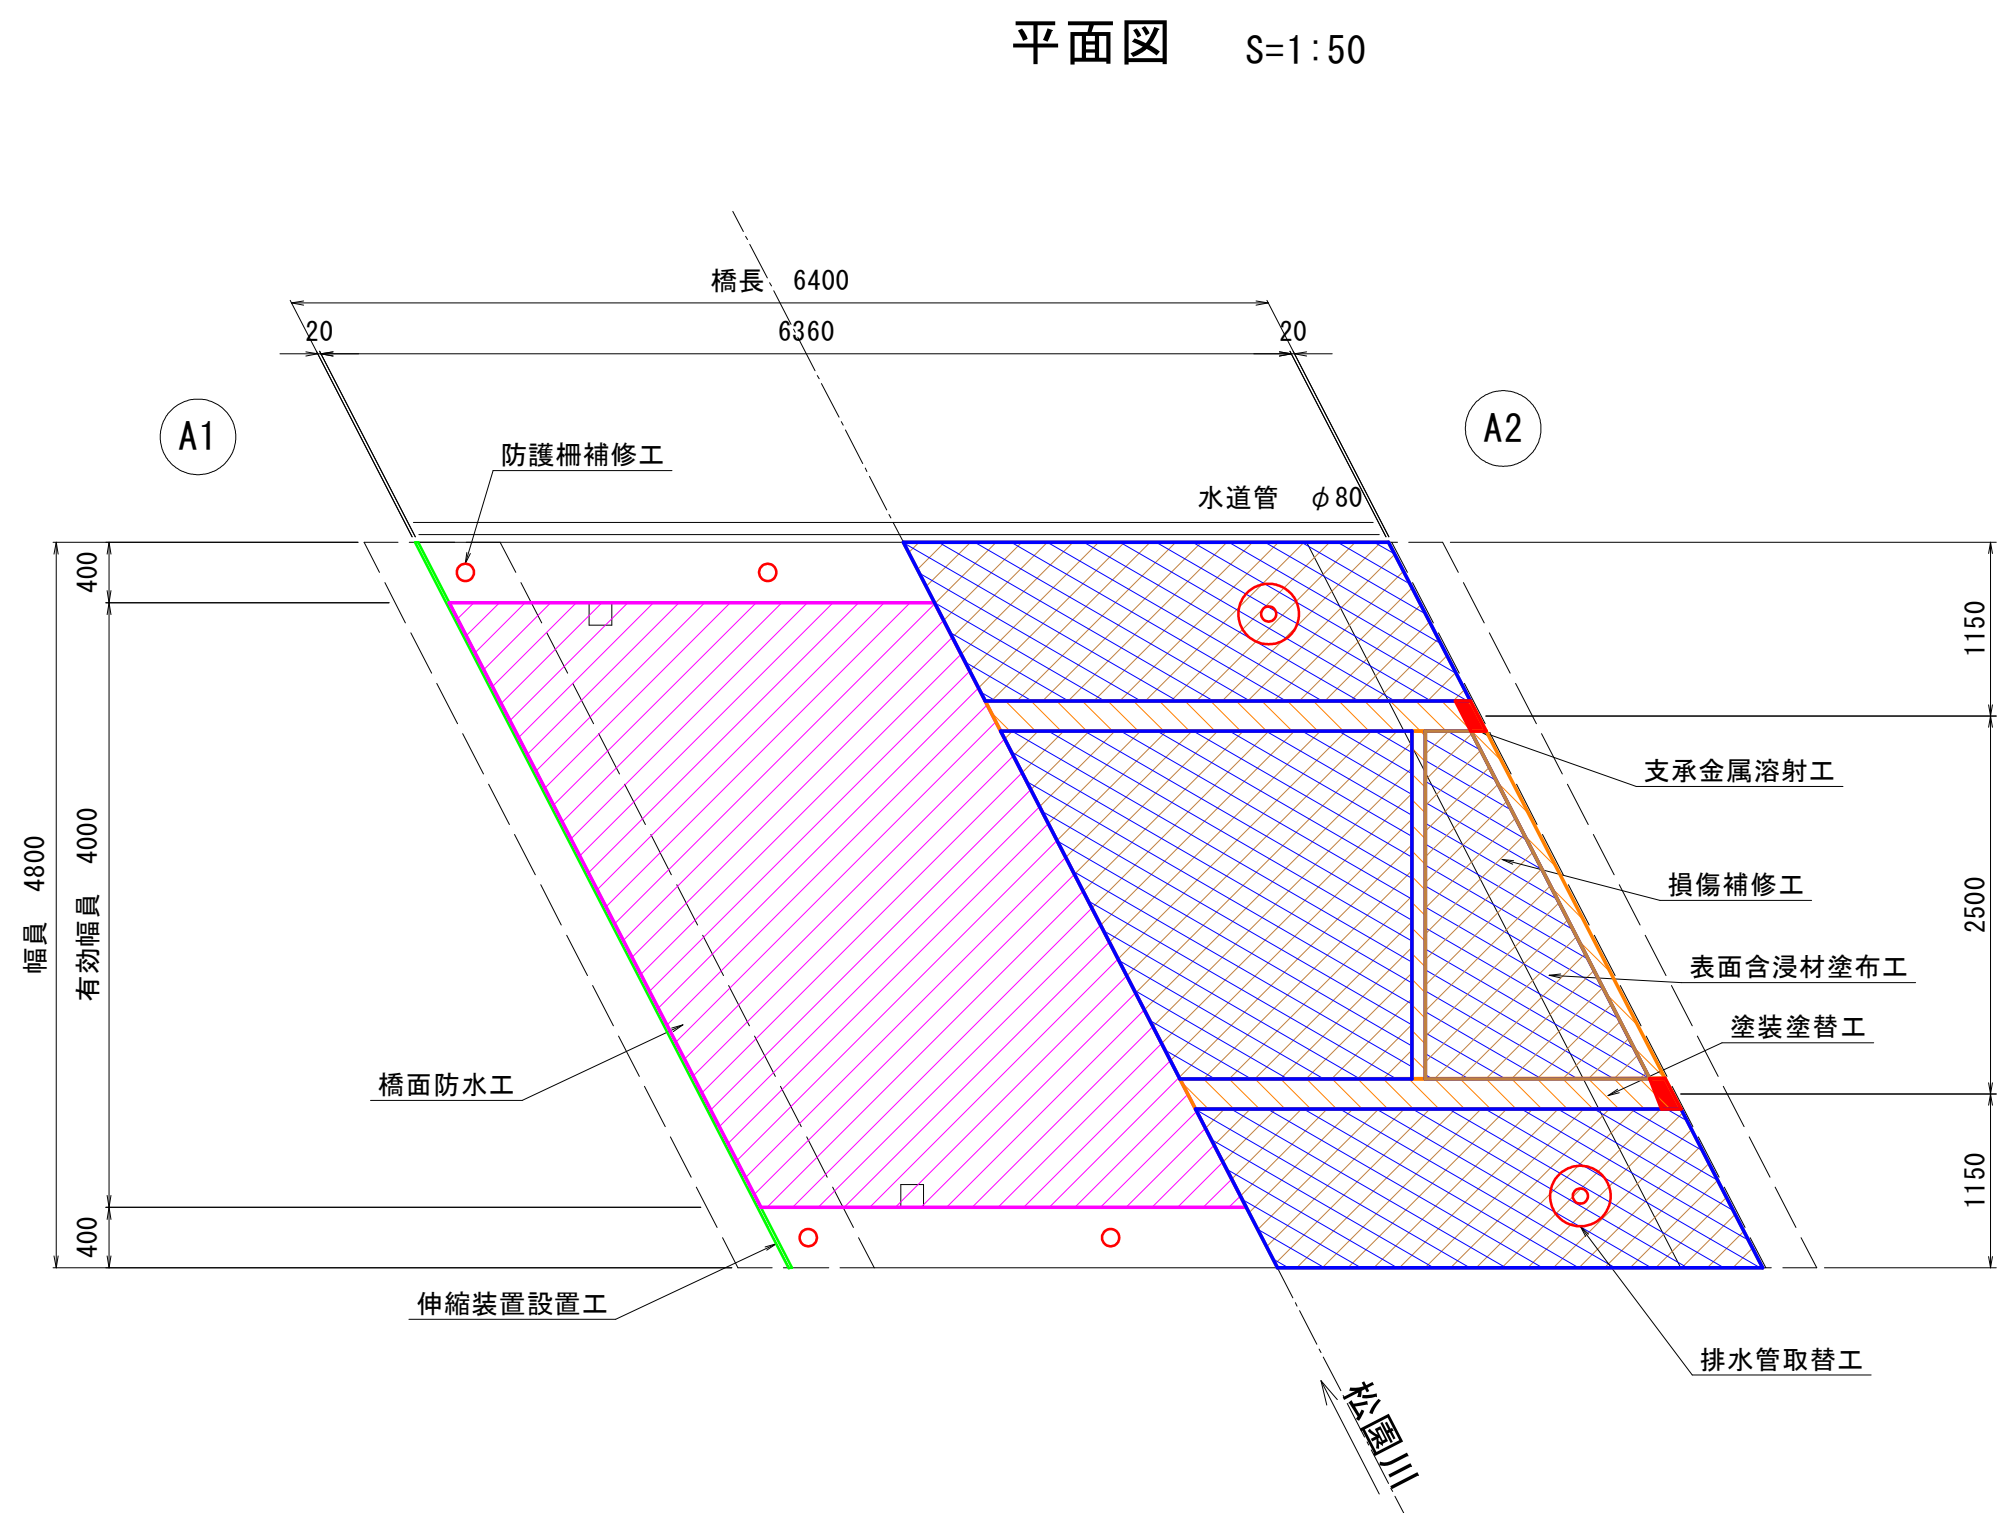 平面図 S=1:50
橋長 6400
20 6360 20
A1
A2
防護柵補修工
水道管 φ80
400
有効幅員 4000
400
幅員 4800
1150
2500
1150
支承金属溶射工
損傷補修工
表面含浸材塗布工
塗装塗替工
橋面防水工
伸縮装置設置工
排水管取替工
松園川